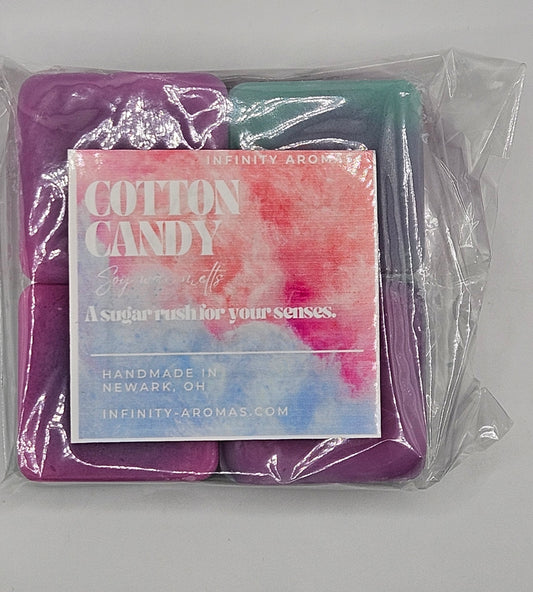 INFINITY AROMAS
COTTON
CANDY
Soy wax melts
A sugar rush for your senses.
HANDMADE IN
NEWARK, OH
INFINITY-AROMAS.COM